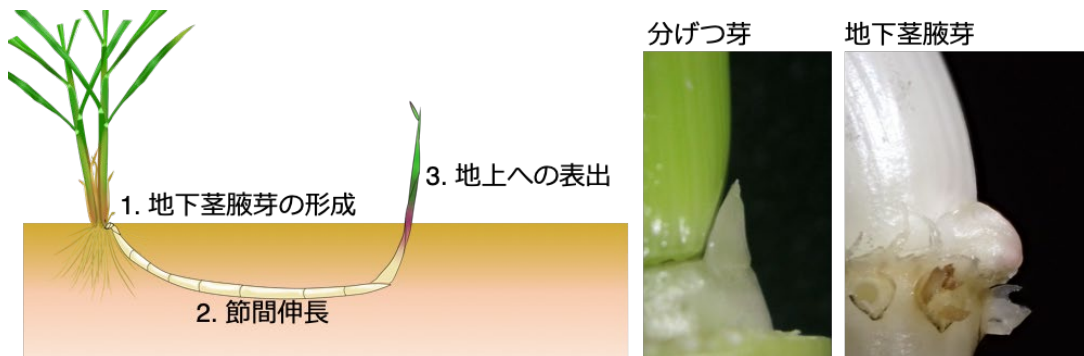 分げつ芽
地下茎腋芽
1. 地下茎腋芽の形成
2. 節間伸長
3. 地上への表出